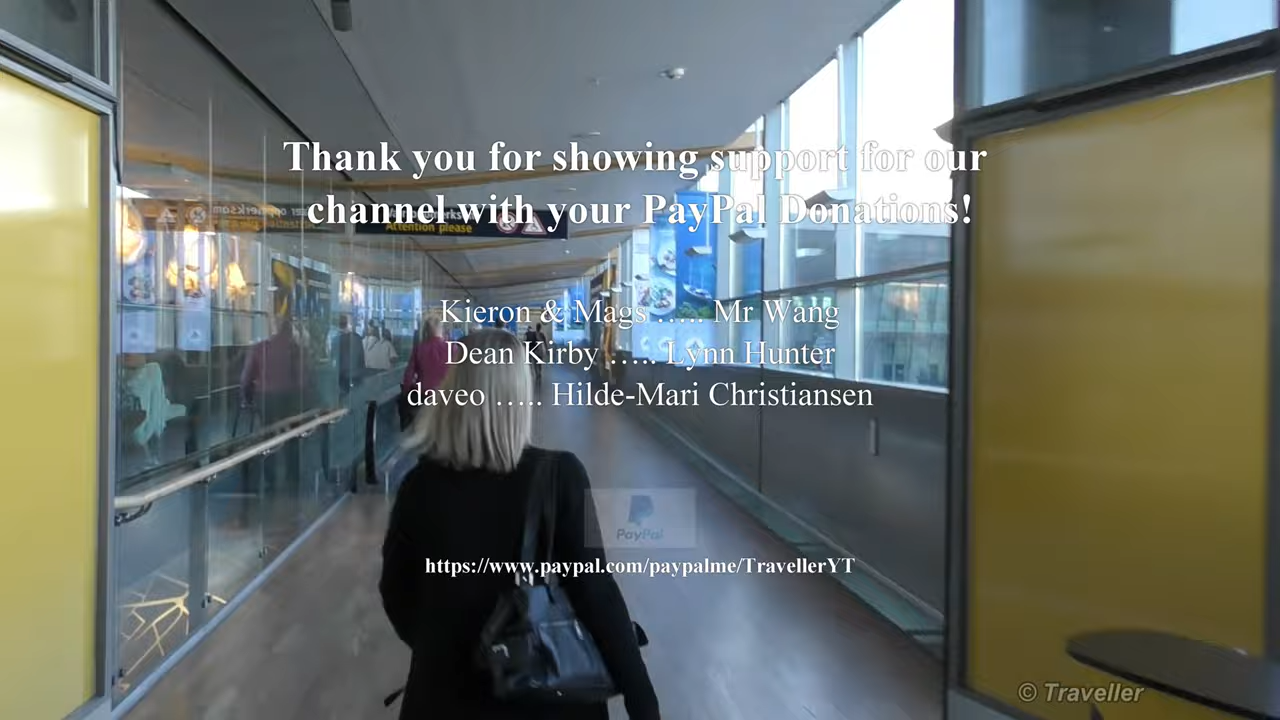 Thank you for showing support for our
channel with your PayPal Donations!
Attention please
Kieron & Mags ….. Mr Wang
Dean Kirby ….. Lynn Hunter
daveo ….. Hilde-Mari Christiansen
PayPal
https://www.paypal.com/paypalme/TravellerYT
© Traveller